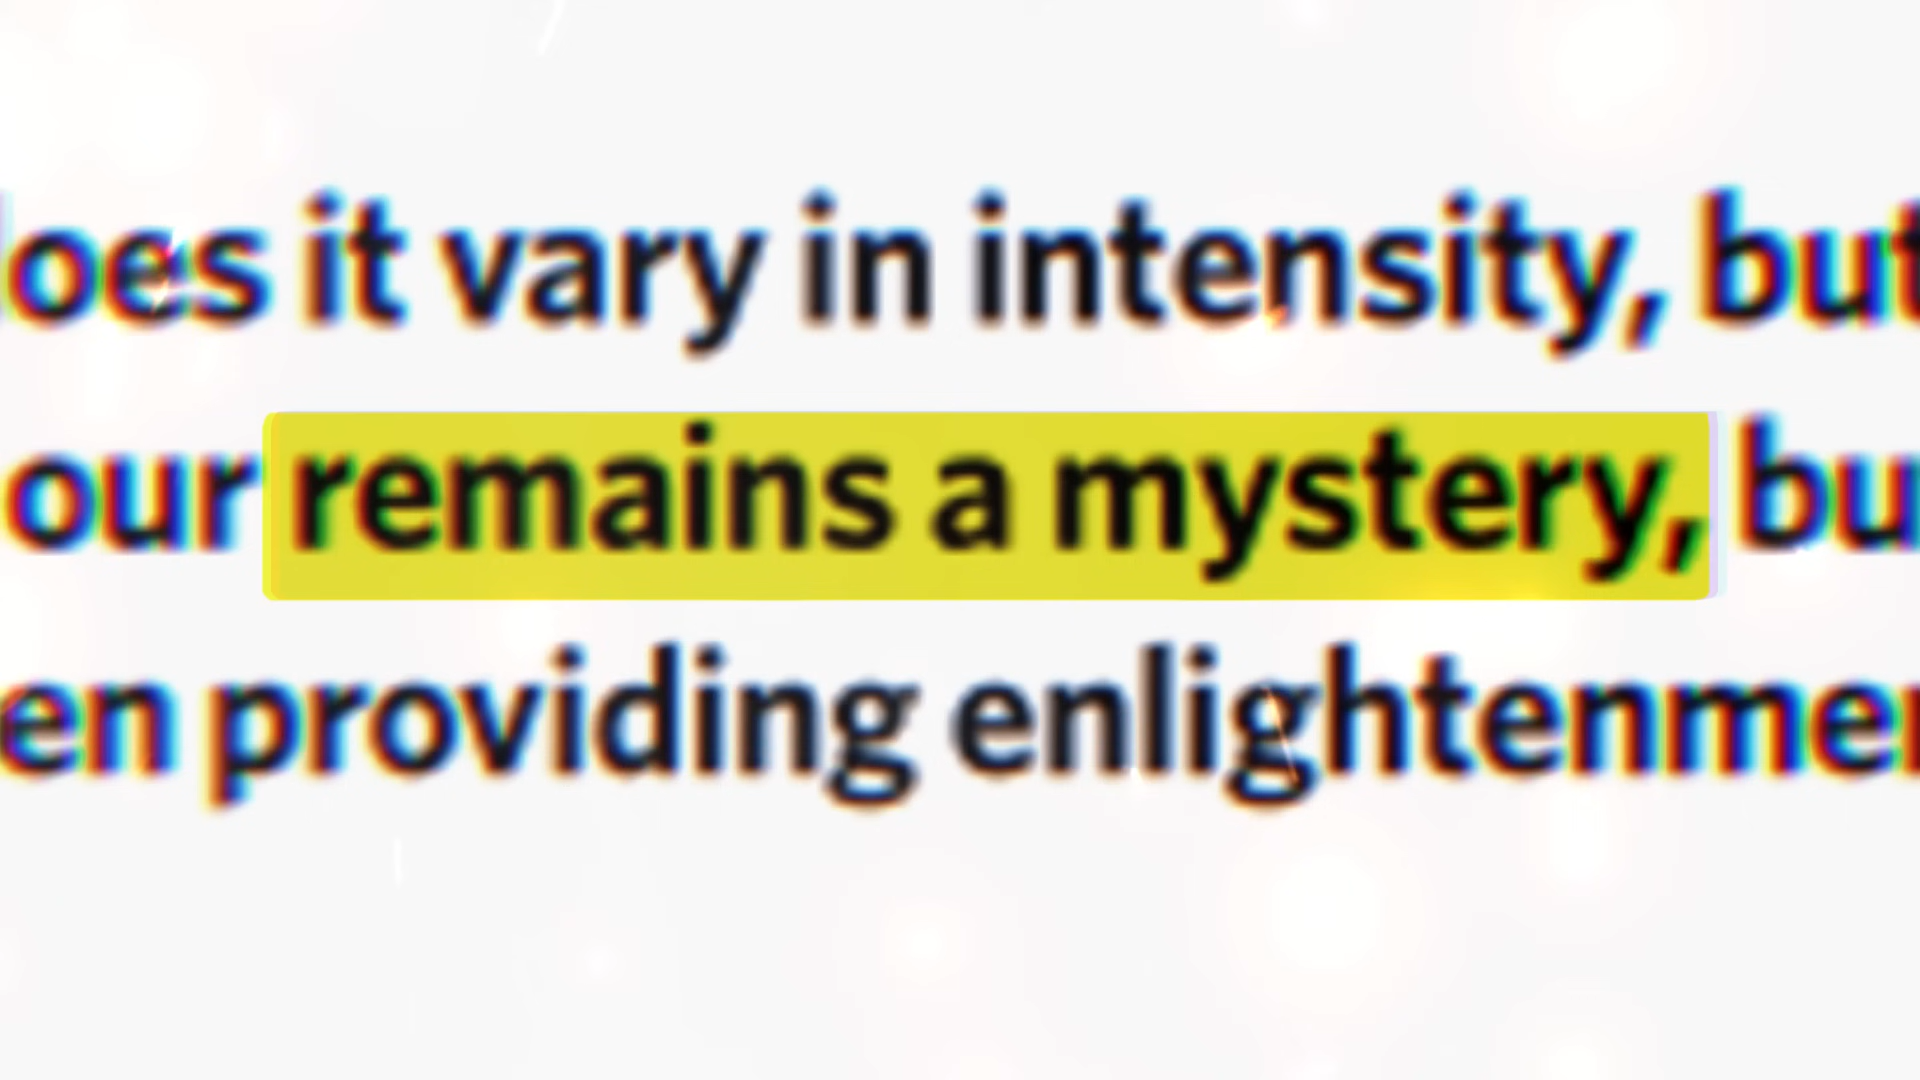 oes it vary in intensity, but
our remains a mystery, bu
en providing enlightenme